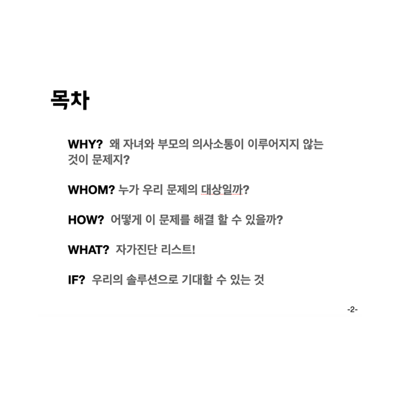 목차
WHY? 왜 자녀와 부모의 의사소통이 이루어지지 않는
것이 문제지?
WHOM? 누가 우리 문제의 대상일까?
HOW? 어떻게 이 문제를 해결 할 수 있을까?
WHAT? 자가진단 리스트!
IF? 우리의 솔루션으로 기대할 수 있는 것
-2-